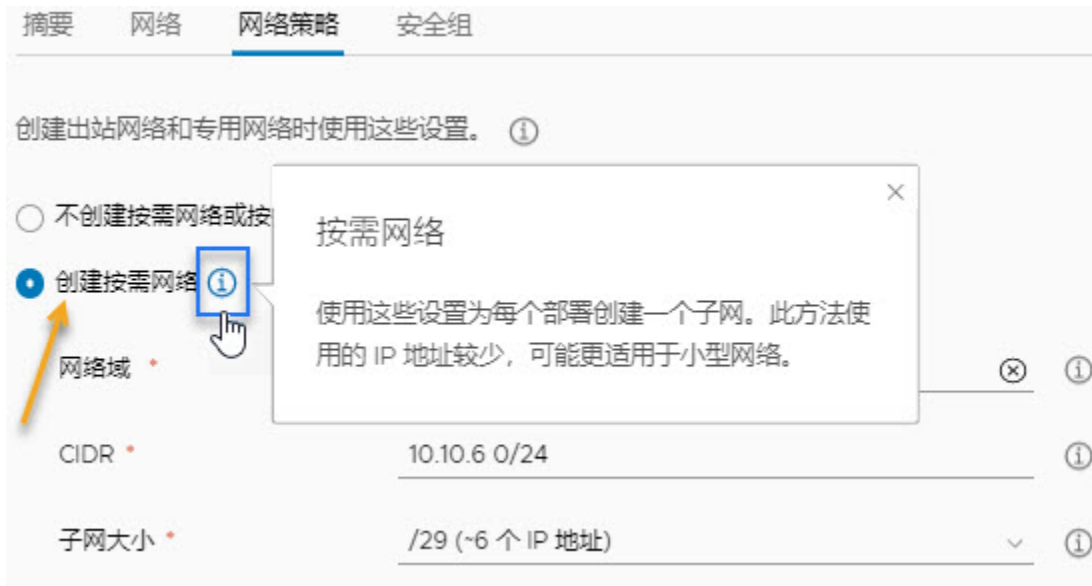 摘要 网络 网络策略 安全组
创建出站网络和专用网络时使用这些设置。
不创建按需网络或按
创建按需网络
按需网络
使用这些设置为每个部署创建一个子网。此方法使
用的 IP 地址较少，可能更适用于小型网络。
网络域 *
CIDR * 10.10.6 0/24
子网大小 * /29 (~6 个 IP 地址)